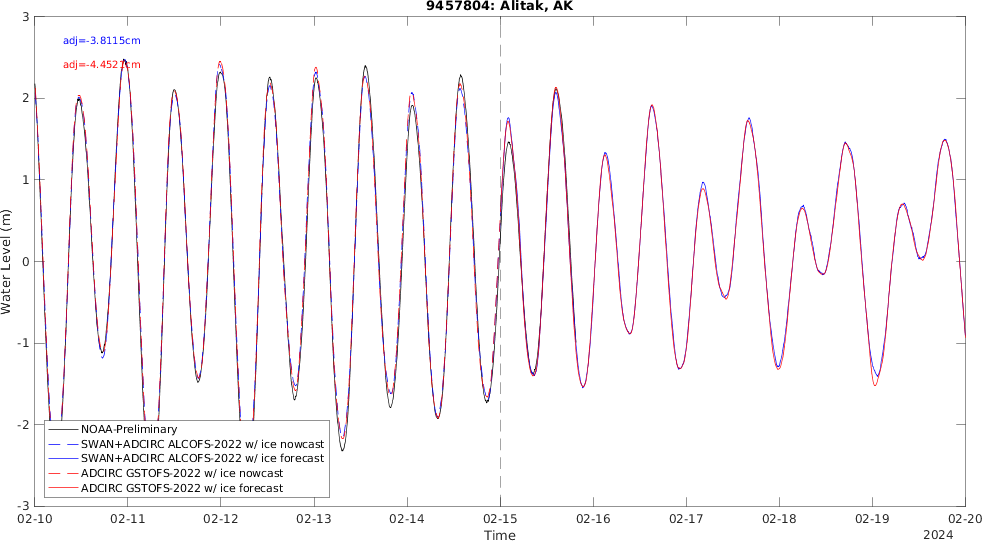 9457804: Alitak, AK
adj=-3.8115cm
adj=-4.4527cm
Water Level (m)
3
2
1
0
-1
-2
-3
NOAA-Preliminary
SWAN+ADCIRC ALCOFS-2022 w/ ice nowcast
SWAN+ADCIRC ALCOFS-2022 w/ ice forecast
ADCIRC GSTOFS-2022 w/ ice nowcast
ADCIRC GSTOFS-2022 w/ ice forecast
02-10 02-11 02-12 02-13 02-14 02-15 02-16 02-17 02-18 02-19 02-20
Time
2024